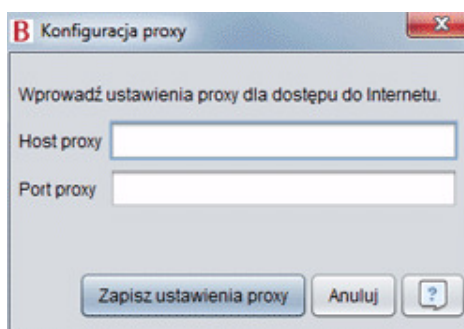 B Konfiguracja proxy
Wprowadź ustawienia proxy dla dostępu do Internetu.
Host proxy
Port proxy
Zapisz ustawienia proxy Anuluj ?